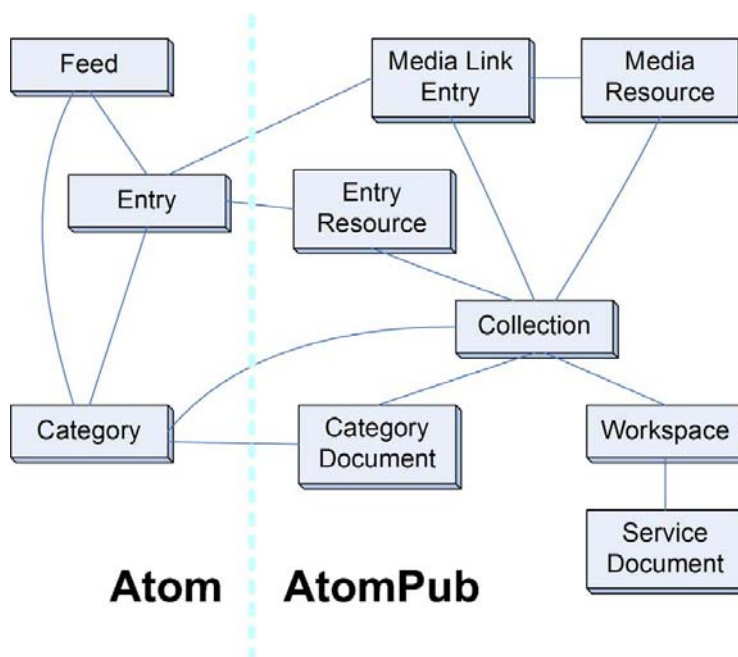 Feed
Media Link
Entry
Media
Resource
Entry
Entry
Resource
Collection
Category
Category
Document
Workspace
Service
Document
Atom
AtomPub